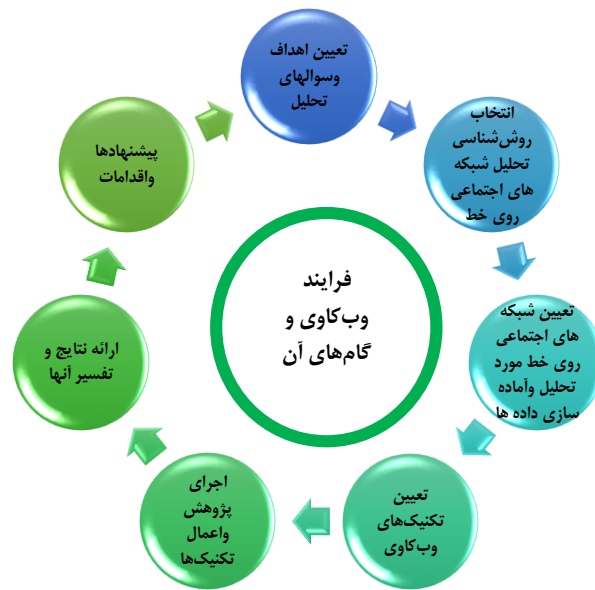 تعیین اهداف
وسوالهای
تحلیل
انتخاب
روش‌شناسی
تحلیل شبکه
های اجتماعی
روی خط
تعیین شبکه
های اجتماعی
روی خط مورد
تحلیل وآماده
سازی داده ها
تعیین
تکنیک‌های
وب‌کاوی
اجرای
پژوهش
واعمال
تکنیک‌ها
ارائه نتایج و
تفسیر آنها
پیشنهادها
واقدامات
فرایند
وب‌کاوی و
گام‌های آن